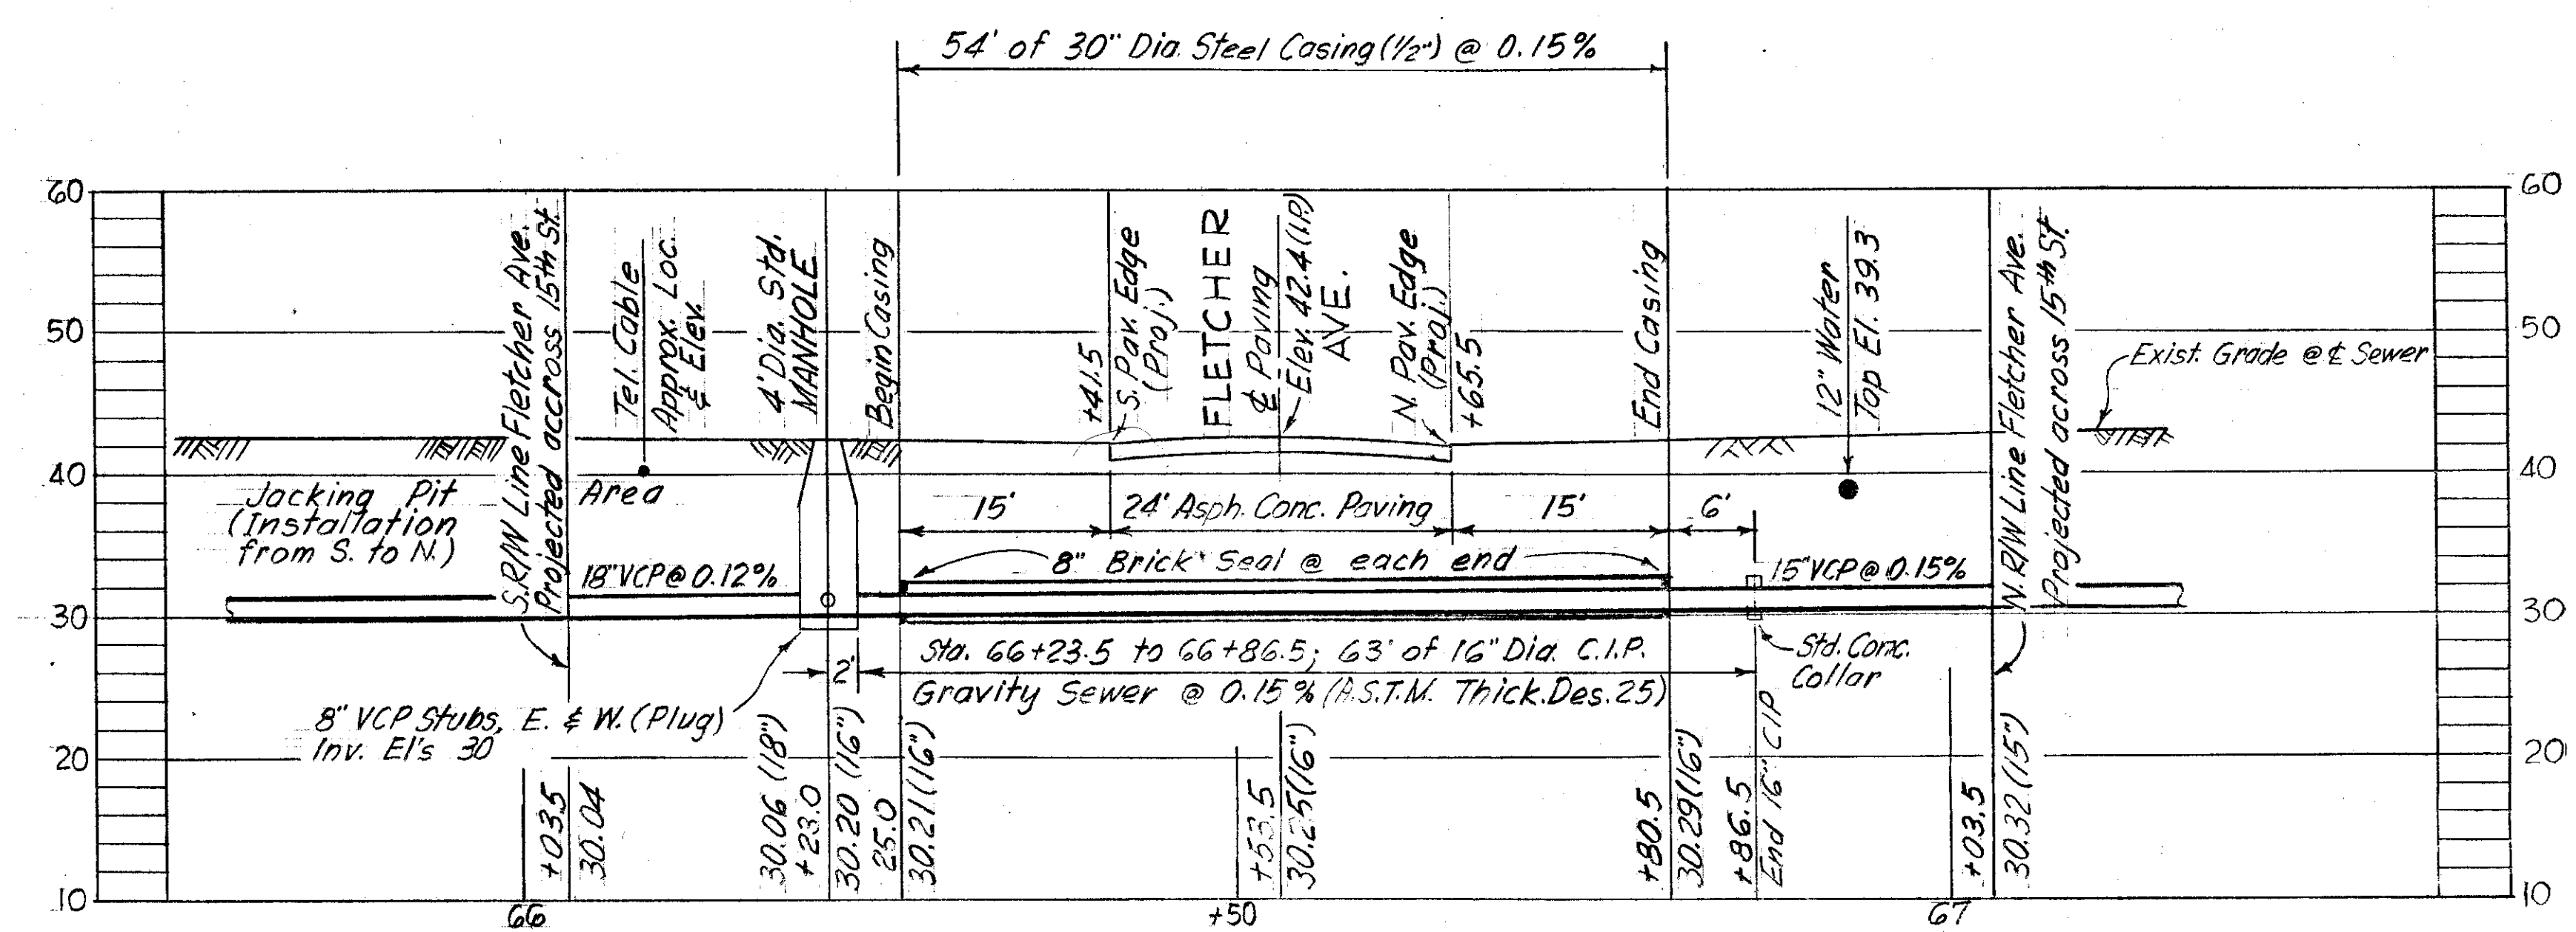 54' of 30" Dia. Steel Casing (1/2") @ 0.15%
60
60
50
50
40
40
30
30
20
20
10
10
S. R/W Line Fletcher Ave.
Projected accross 15th St.
Tel. Cable
Approx. Loc.
& Elev.
4' Dia. Std.
MANHOLE
Begin Casing
+41.5
S. Pav. Edge
(Proj.)
FLETCHER
℄ Paving
Elev. 42.4 (I.P.)
AVE.
N. Pav. Edge
(Proj.)
+65.5
End Casing
12" Water
Top El. 39.3
N. R/W Line Fletcher Ave.
Projected across 15th St.
Exist. Grade @ ℄ Sewer
Jacking Pit Area
(Installation
from S. to N.)
15'
24' Asph. Conc. Paving
15'
6'
8" Brick Seal @ each end
18" VCP @ 0.12%
15" VCP @ 0.15%
Sta. 66+23.5 to 66+86.5; 63' of 16" Dia. C.I.P.
2'
Gravity Sewer @ 0.15% (A.S.T.M. Thick. Des. 25)
Std. Conc.
Collar
8" VCP Stubs, E. & W. (Plug)
Inv. El's 30
+03.5
30.04
30.06 (18")
+23.0
30.20 (16")
25.0
30.21 (16")
+53.5
30.25 (16")
+80.5
30.29 (16")
+86.5
End 16" CIP
+03.5
30.32 (15")
66
+50
67